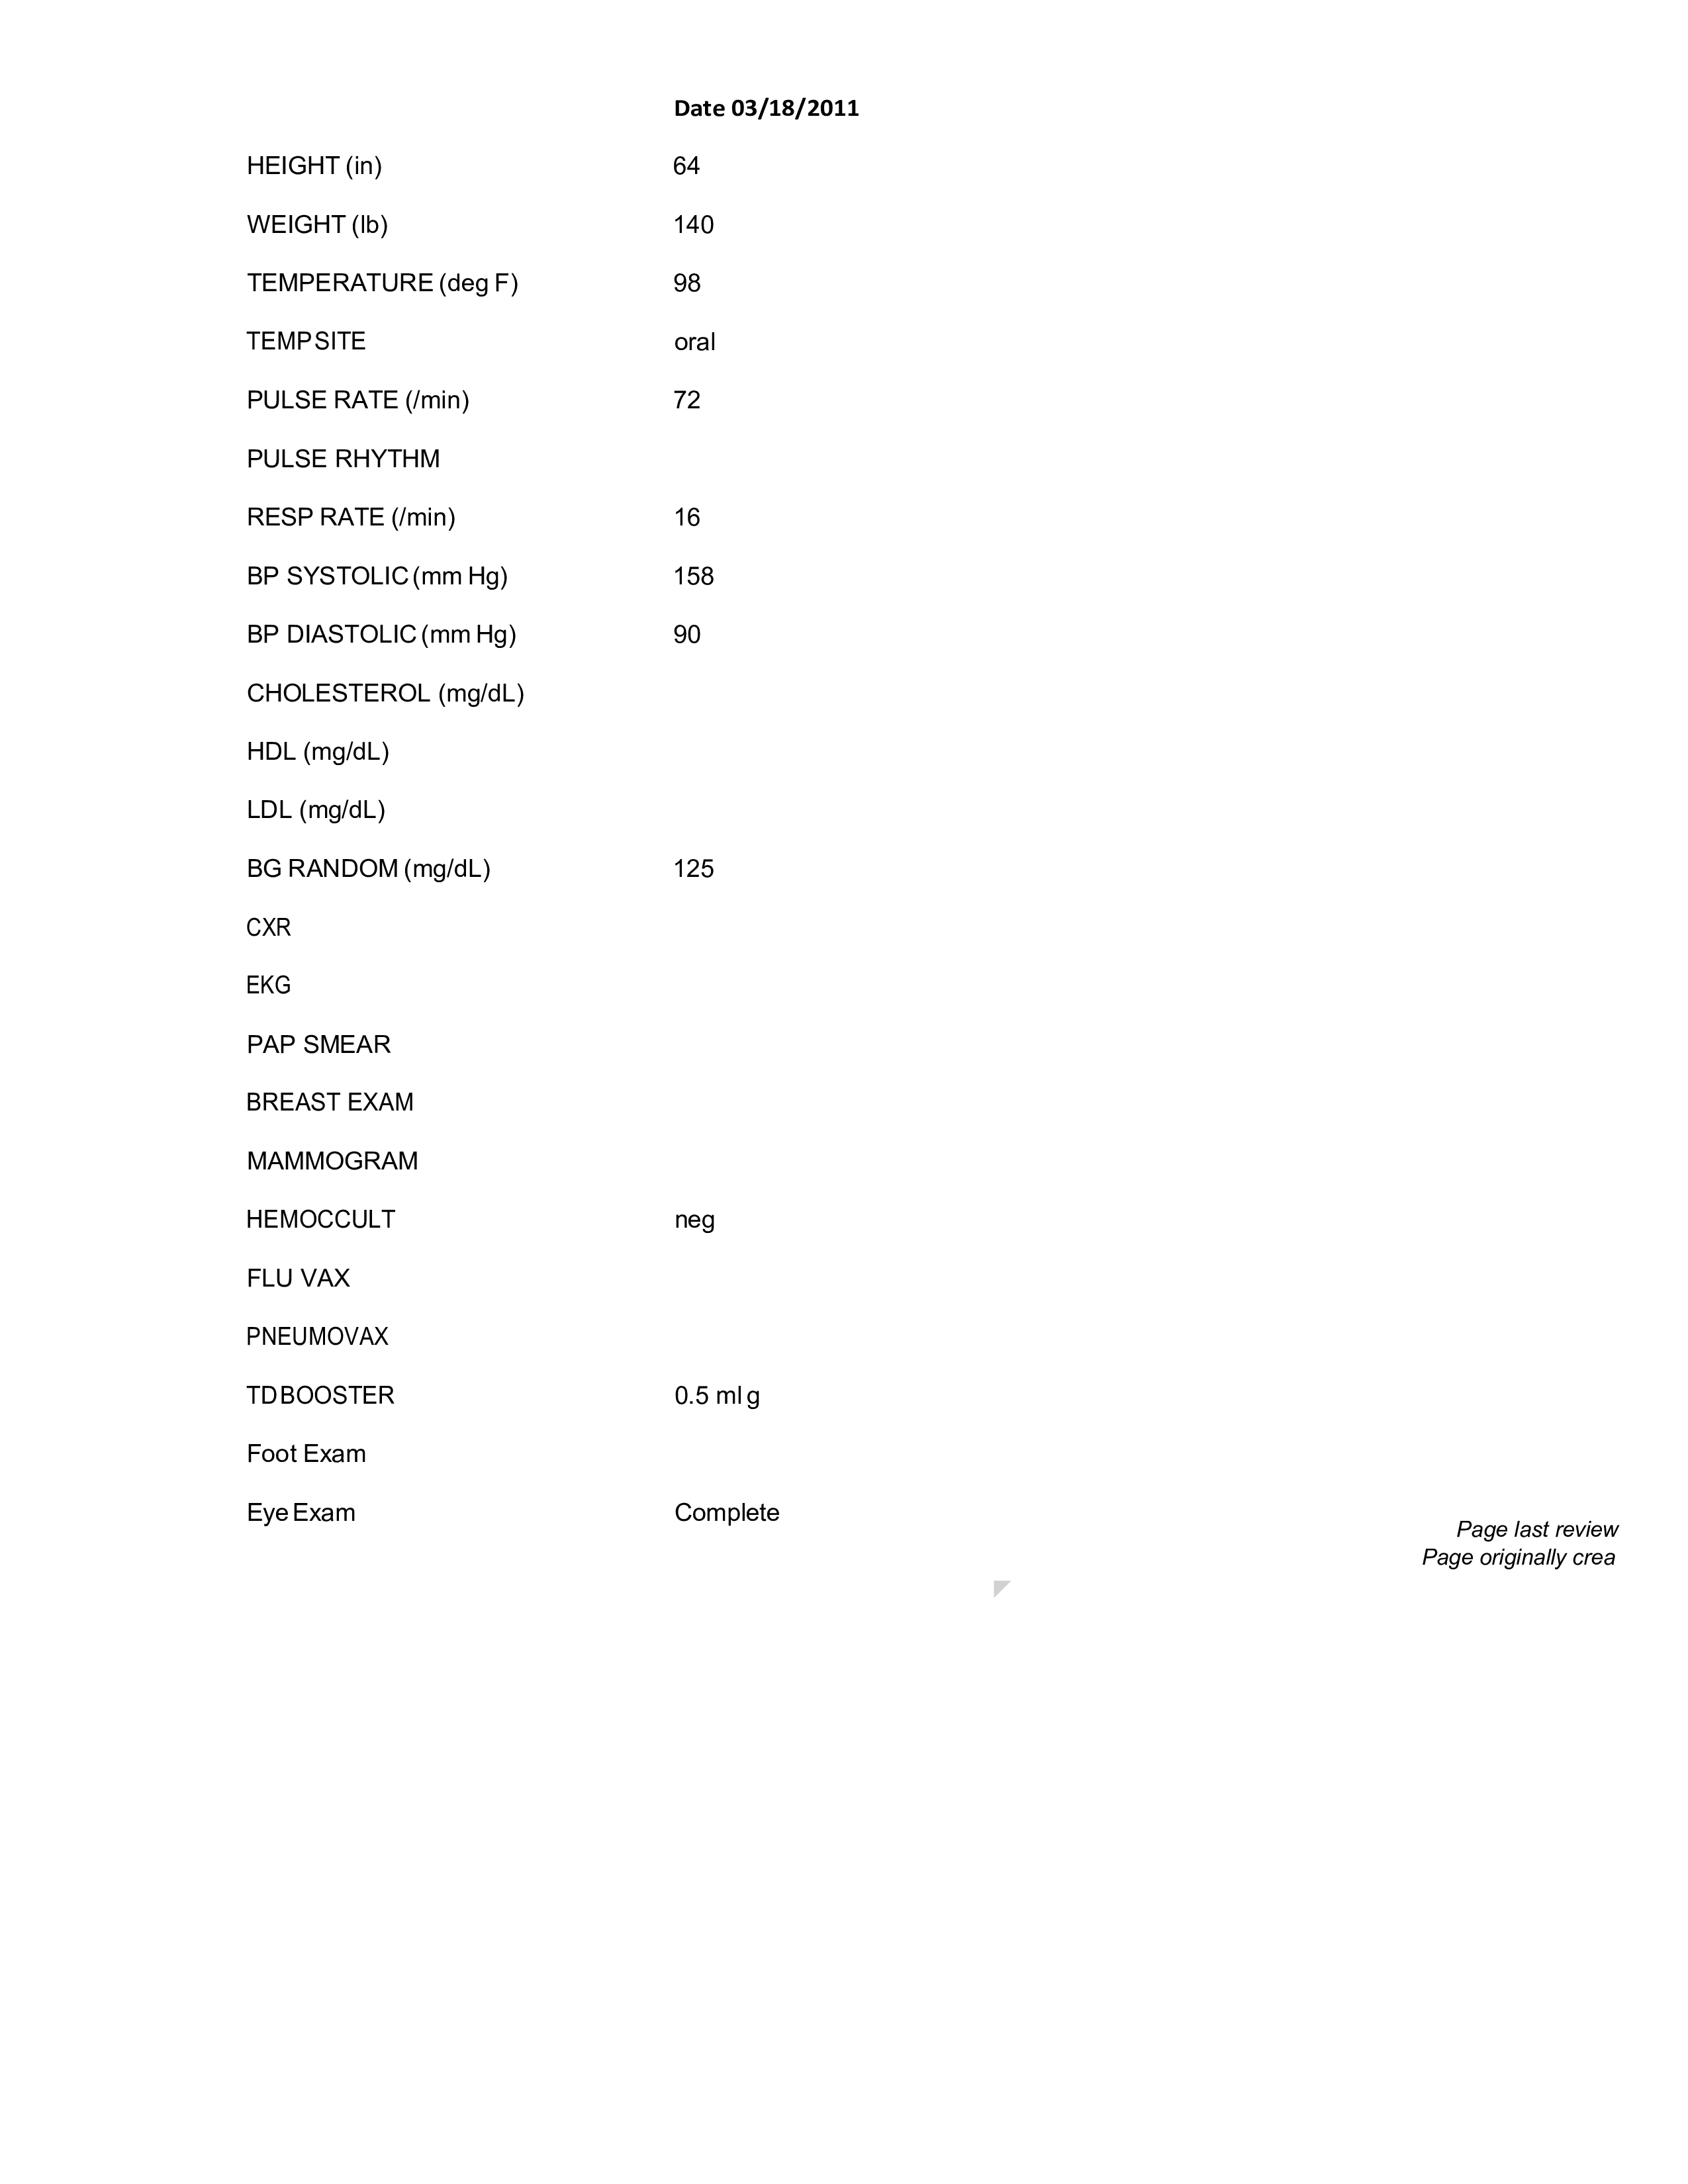 Date 03/18/2011
HEIGHT (in) 64
WEIGHT (lb) 140
TEMPERATURE (deg F) 98
TEMP SITE oral
PULSE RATE (/min) 72
PULSE RHYTHM
RESP RATE (/min) 16
BP SYSTOLIC (mm Hg) 158
BP DIASTOLIC (mm Hg) 90
CHOLESTEROL (mg/dL)
HDL (mg/dL)
LDL (mg/dL)
BG RANDOM (mg/dL) 125
CXR
EKG
PAP SMEAR
BREAST EXAM
MAMMOGRAM
HEMOCCULT neg
FLU VAX
PNEUMOVAX
TD BOOSTER 0.5 ml g
Foot Exam
Eye Exam Complete
Page last review
Page originally crea